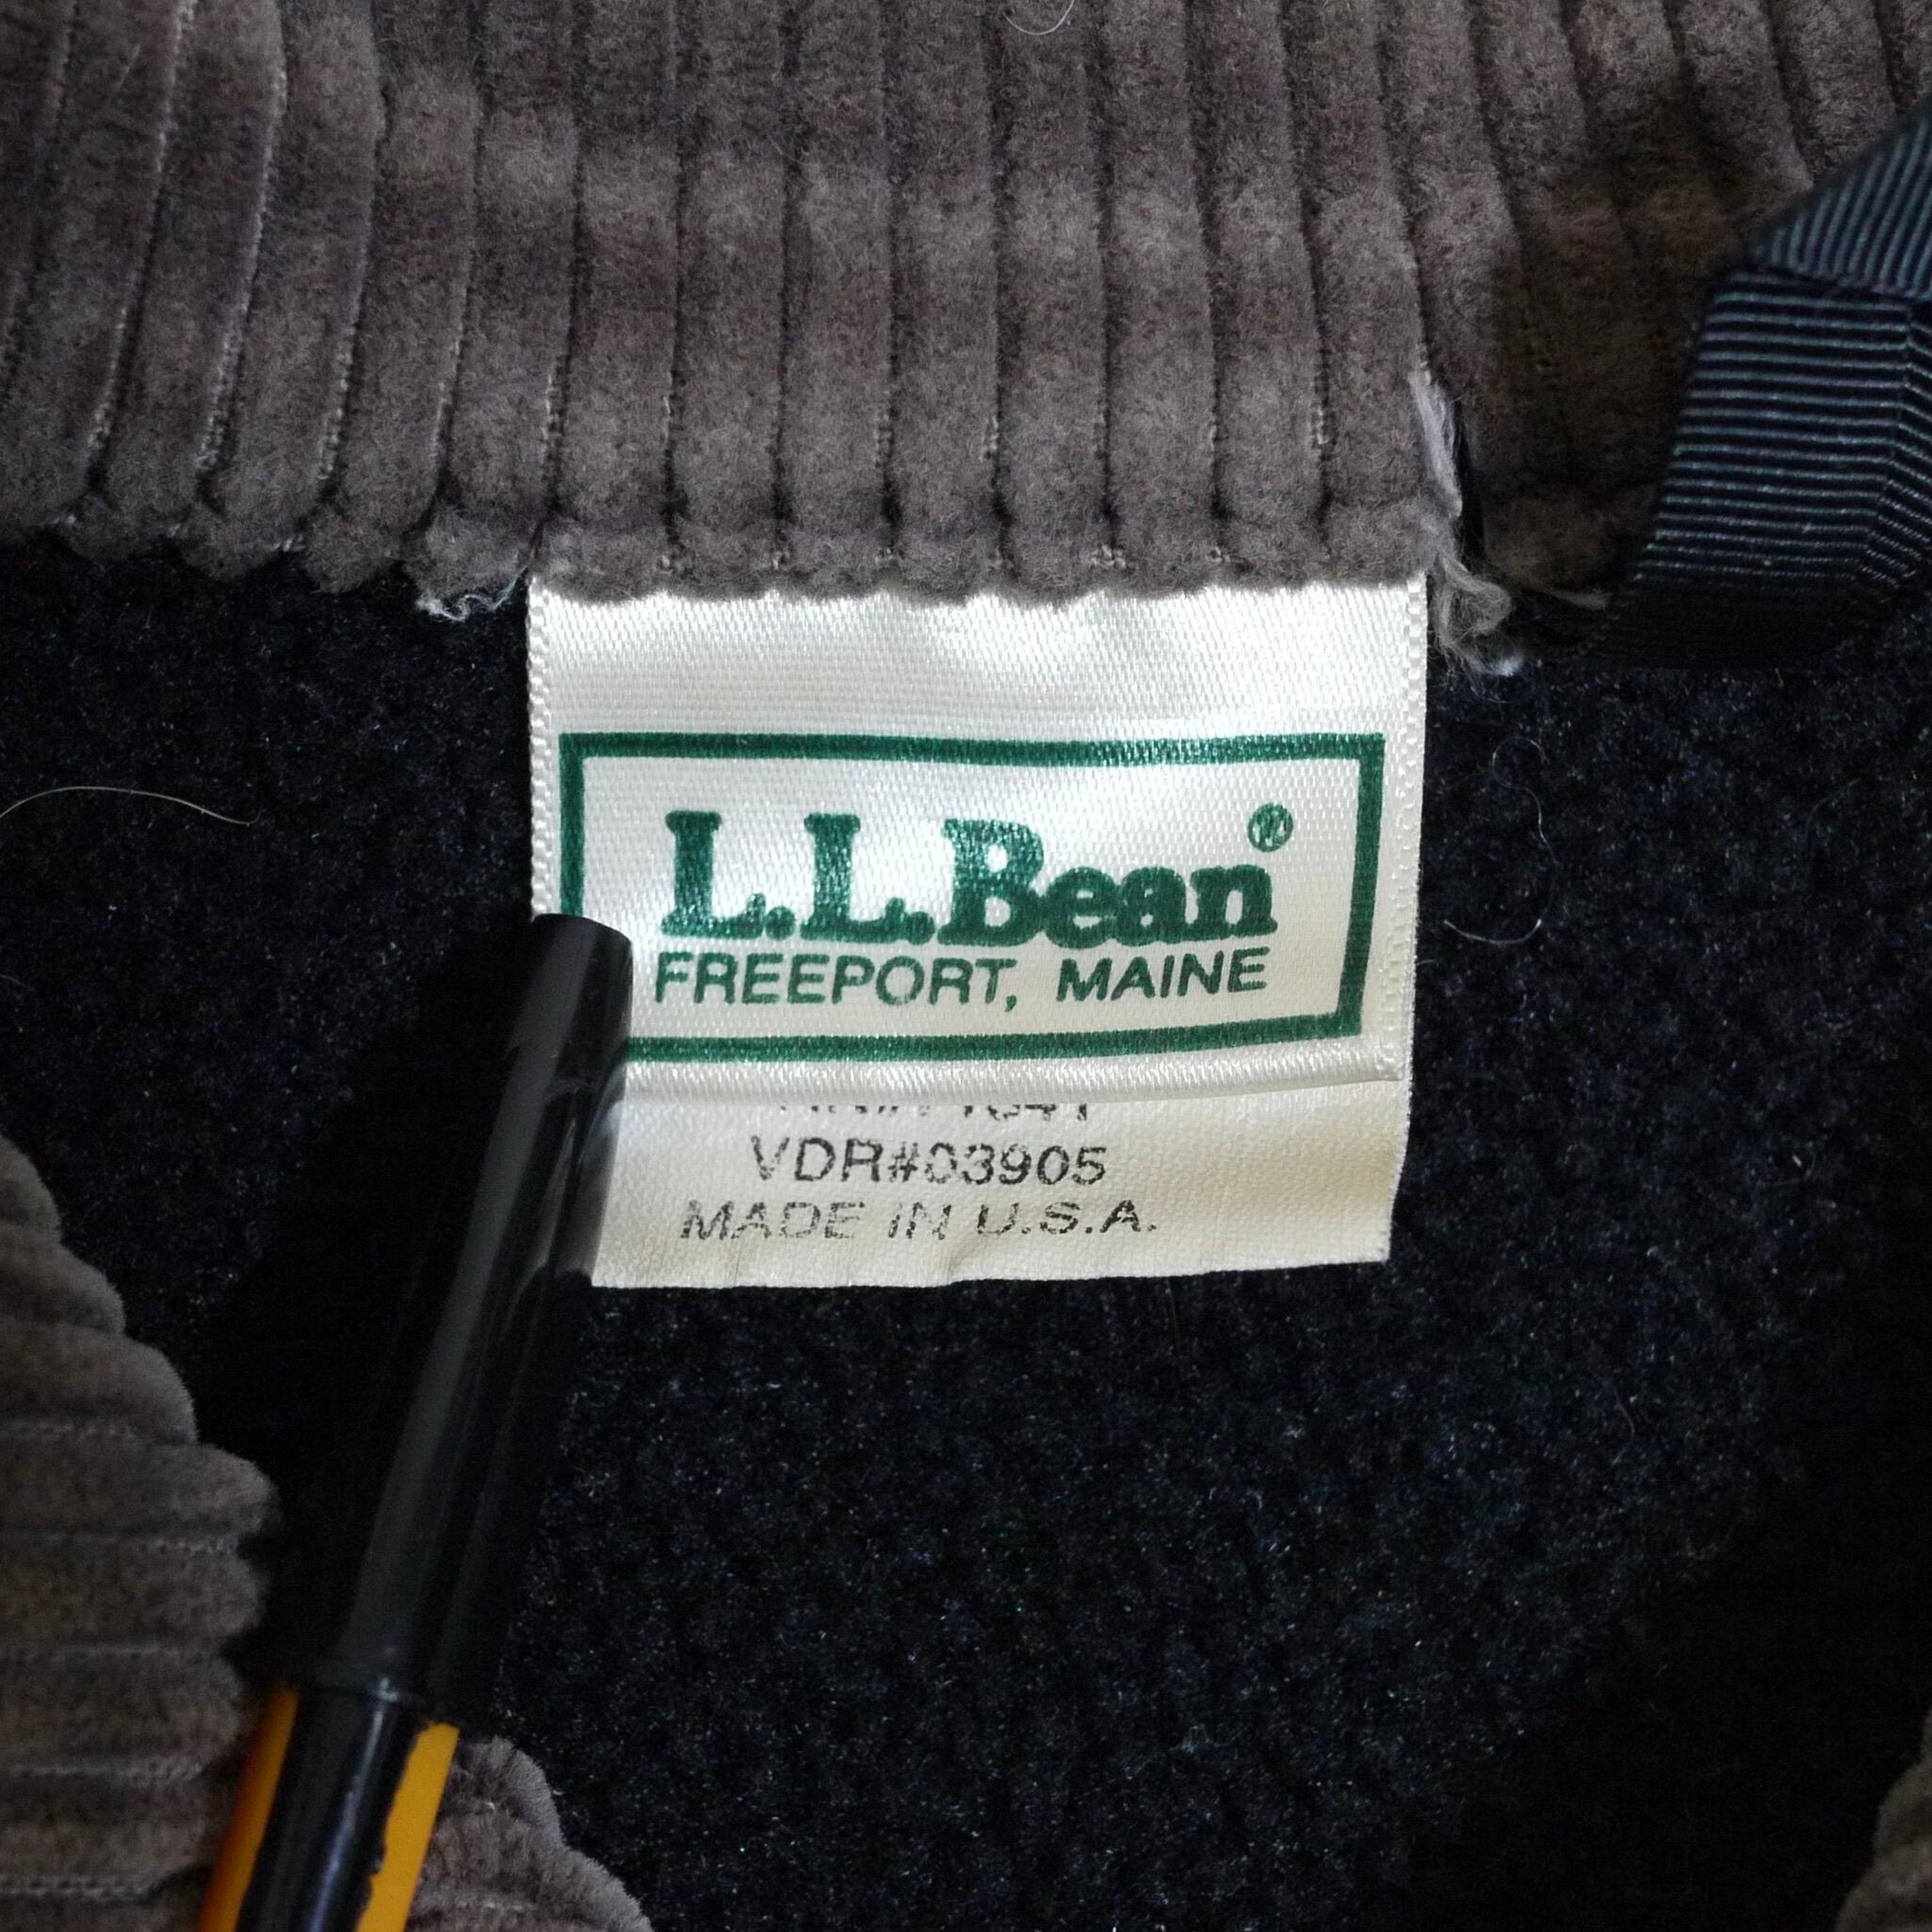 L.L.Bean®
FREEPORT, MAINE
VDR#03905
MADE IN U.S.A.